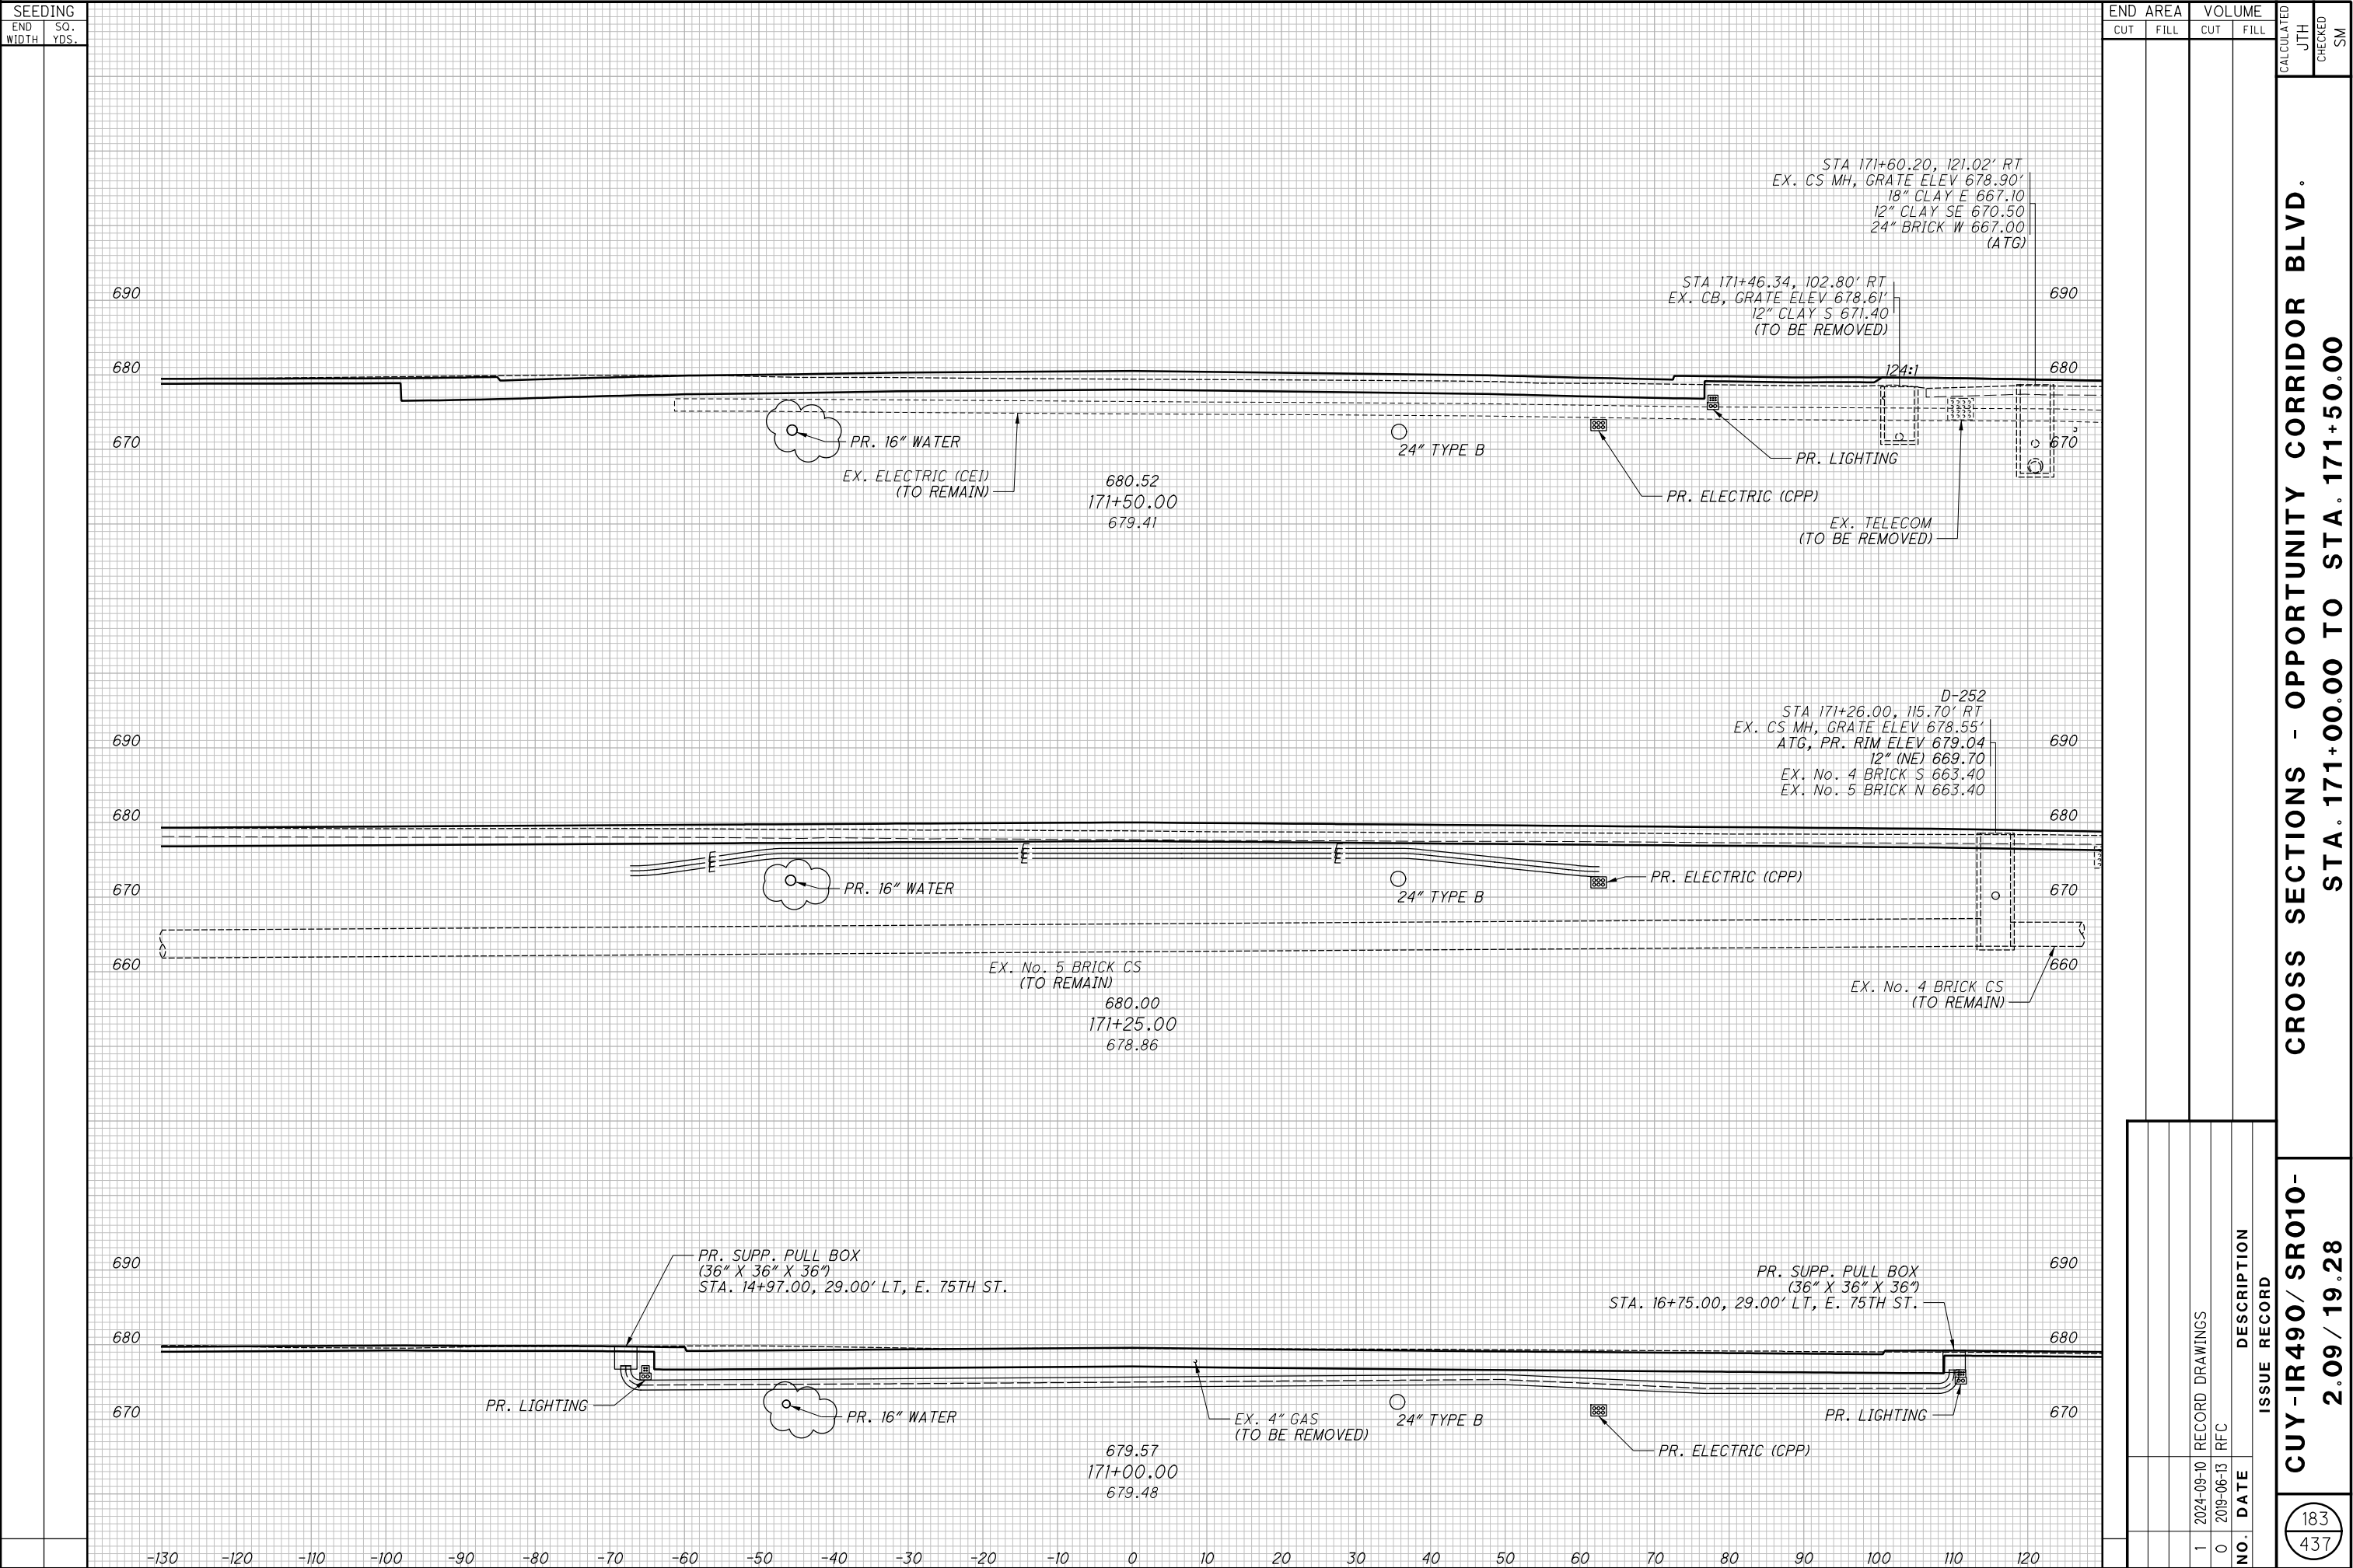 SEEDING
END WIDTH
SQ. YDS.
END AREA
VOLUME
CUT
FILL
CUT
FILL
CALCULATED
JTH
CHECKED
SM
STA 171+60.20, 121.02' RT
EX. CS MH, GRATE ELEV 678.90'
18" CLAY E 667.10
12" CLAY SE 670.50
24" BRICK W 667.00
(ATG)
STA 171+46.34, 102.80' RT
EX. CB, GRATE ELEV 678.61'
12" CLAY S 671.40
(TO BE REMOVED)
690
690
680
124:1
680
670
PR. 16" WATER
24" TYPE B
670
PR. LIGHTING
EX. ELECTRIC (CEI)
(TO REMAIN)
PR. ELECTRIC (CPP)
680.52
171+50.00
679.41
EX. TELECOM
(TO BE REMOVED)
D-252
STA 171+26.00, 115.70' RT
EX. CS MH, GRATE ELEV 678.55'
ATG, PR. RIM ELEV 679.04
12" (NE) 669.70
EX. No. 4 BRICK S 663.40
EX. No. 5 BRICK N 663.40
690
690
680
680
E
E
E
670
PR. 16" WATER
24" TYPE B
PR. ELECTRIC (CPP)
670
660
660
EX. No. 5 BRICK CS
(TO REMAIN)
EX. No. 4 BRICK CS
(TO REMAIN)
680.00
171+25.00
678.86
PR. SUPP. PULL BOX
(36" X 36" X 36")
STA. 14+97.00, 29.00' LT, E. 75TH ST.
PR. SUPP. PULL BOX
(36" X 36" X 36")
STA. 16+75.00, 29.00' LT, E. 75TH ST.
690
690
680
680
PR. LIGHTING
670
PR. 16" WATER
EX. 4" GAS
(TO BE REMOVED)
24" TYPE B
PR. ELECTRIC (CPP)
PR. LIGHTING
670
679.57
171+00.00
679.48
-130 -120 -110 -100 -90 -80 -70 -60 -50 -40 -30 -20 -10 0 10 20 30 40 50 60 70 80 90 100 110 120
CROSS SECTIONS - OPPORTUNITY CORRIDOR BLVD.
STA. 171+00.00 TO STA. 171+50.00
1 2024-09-10 RECORD DRAWINGS
0 2019-06-13 RFC
NO. DATE DESCRIPTION
ISSUE RECORD
CUY-IR490/SR010-
2.09/19.28
183
437